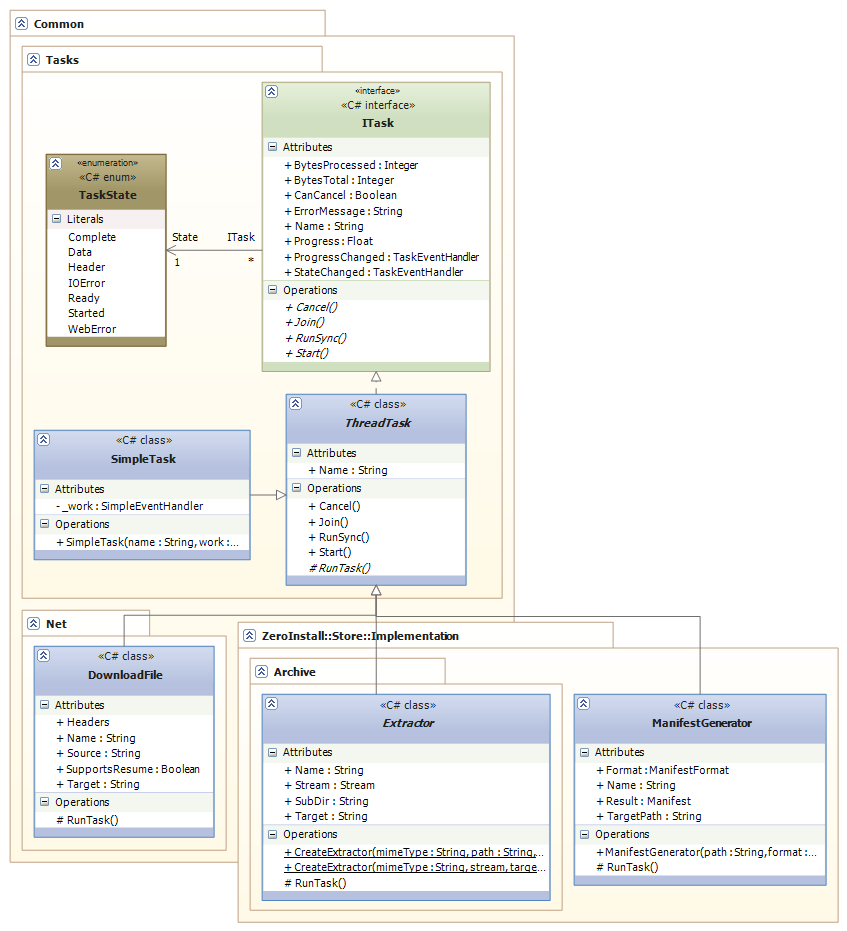 Common
Tasks
«interface»
«C# interface»
ITask
Attributes
+ BytesProcessed : Integer
+ BytesTotal : Integer
+ CanCancel : Boolean
+ ErrorMessage : String
+ Name : String
+ Progress : Float
+ ProgressChanged : TaskEventHandler
+ StateChanged : TaskEventHandler
Operations
+ Cancel()
+ Join()
+ RunSync()
+ Start()
«enumeration»
«C# enum»
TaskState
Literals
Complete
Data
Header
IOError
Ready
Started
WebError
State
ITask
1
*
«C# class»
ThreadTask
Attributes
+ Name : String
Operations
+ Cancel()
+ Join()
+ RunSync()
+ Start()
# RunTask()
«C# class»
SimpleTask
Attributes
- _work : SimpleEventHandler
Operations
+ SimpleTask(name : String, work :...
Net
«C# class»
DownloadFile
Attributes
+ Headers
+ Name : String
+ Source : String
+ SupportsResume : Boolean
+ Target : String
Operations
# RunTask()
ZeroInstall::Store::Implementation
Archive
«C# class»
Extractor
Attributes
+ Name : String
+ Stream : Stream
+ SubDir : String
+ Target : String
Operations
+ CreateExtractor(mimeType : String, path : String,...
+ CreateExtractor(mimeType : String, stream, targe...
# RunTask()
«C# class»
ManifestGenerator
Attributes
+ Format : ManifestFormat
+ Name : String
+ Result : Manifest
+ TargetPath : String
Operations
+ ManifestGenerator(path : String, format :...
# RunTask()